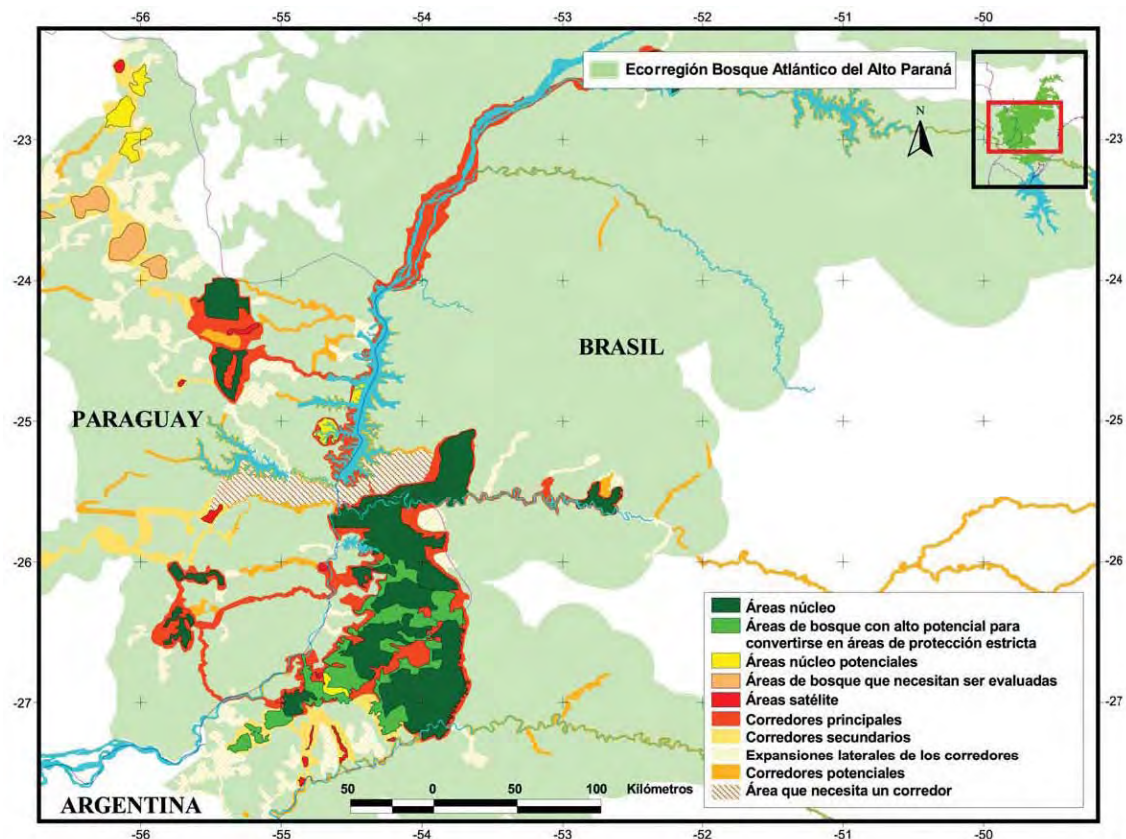 -56 -55 -54 -53 -52 -51 -50
Ecorregión Bosque Atlántico del Alto Paraná
N
-23 -23
-24 -24
BRASIL
PARAGUAY
-25 -25
-26 -26
Áreas núcleo
Áreas de bosque con alto potencial para
convertirse en áreas de protección estricta
Áreas núcleo potenciales
Áreas de bosque que necesitan ser evaluadas
-27 -27
Áreas satélite
Corredores principales
Corredores secundarios
Expansiones laterales de los corredores
Corredores potenciales
Área que necesita un corredor
50 0 50 100 Kilómetros
ARGENTINA
-56 -55 -54 -53 -52 -51 -50